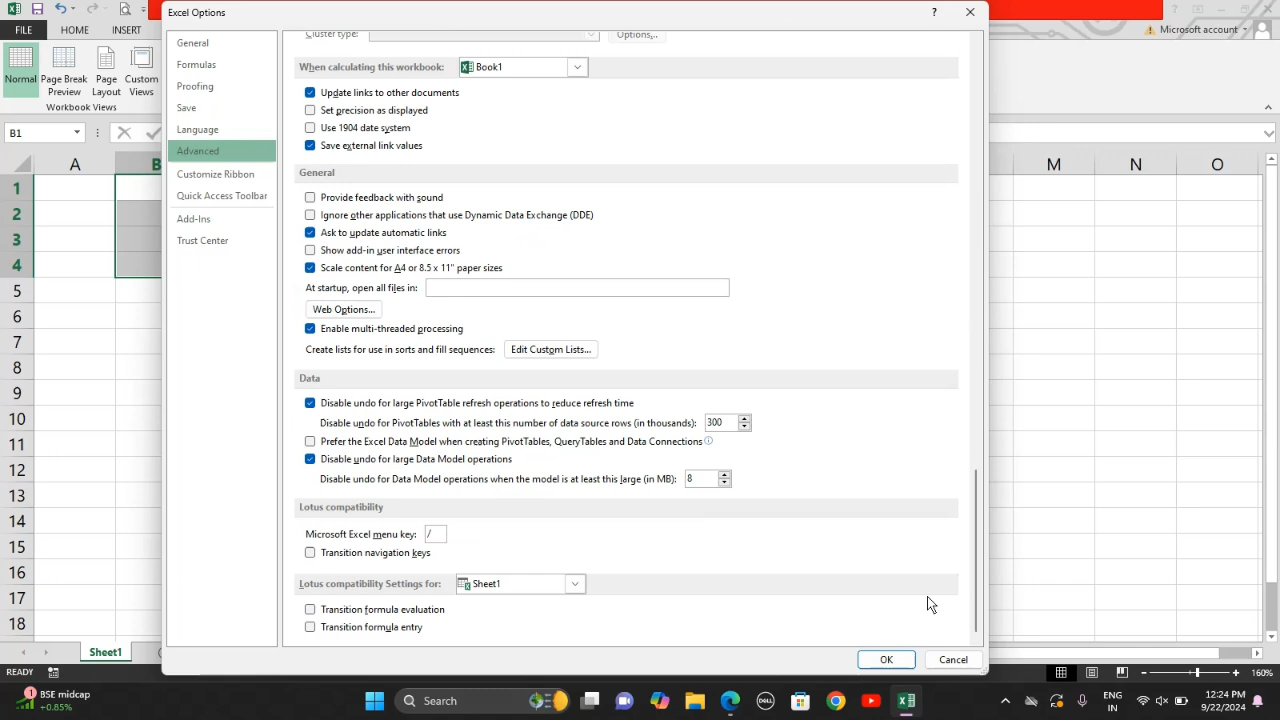 Excel Options
?
FILE HOME INSERT
Microsoft account
Normal Page Break Preview Page Layout Custom Views
Workbook Views
B1
General
Formulas
Proofing
Save
Language
Advanced
Customize Ribbon
Quick Access Toolbar
Add-Ins
Trust Center
Cluster type: Options...
When calculating this workbook: Book1
Update links to other documents
Set precision as displayed
Use 1904 date system
Save external link values
General
Provide feedback with sound
Ignore other applications that use Dynamic Data Exchange (DDE)
Ask to update automatic links
Show add-in user interface errors
Scale content for A4 or 8.5 x 11" paper sizes
At startup, open all files in:
Web Options...
Enable multi-threaded processing
Create lists for use in sorts and fill sequences: Edit Custom Lists...
Data
Disable undo for large PivotTable refresh operations to reduce refresh time
Disable undo for PivotTables with at least this number of data source rows (in thousands): 300
Prefer the Excel Data Model when creating PivotTables, QueryTables and Data Connections
Disable undo for large Data Model operations
Disable undo for Data Model operations when the model is at least this large (in MB): 8
Lotus compatibility
Microsoft Excel menu key: /
Transition navigation keys
Lotus compatibility Settings for: Sheet1
Transition formula evaluation
Transition formula entry
OK Cancel
A B M N O
1
2
3
4
5
6
7
8
9
10
11
12
13
14
15
16
17
18
Sheet1
READY 160%
BSE midcap
+0.85%
1
Search
DELL
ENG
IN
12:24 PM
9/22/2024